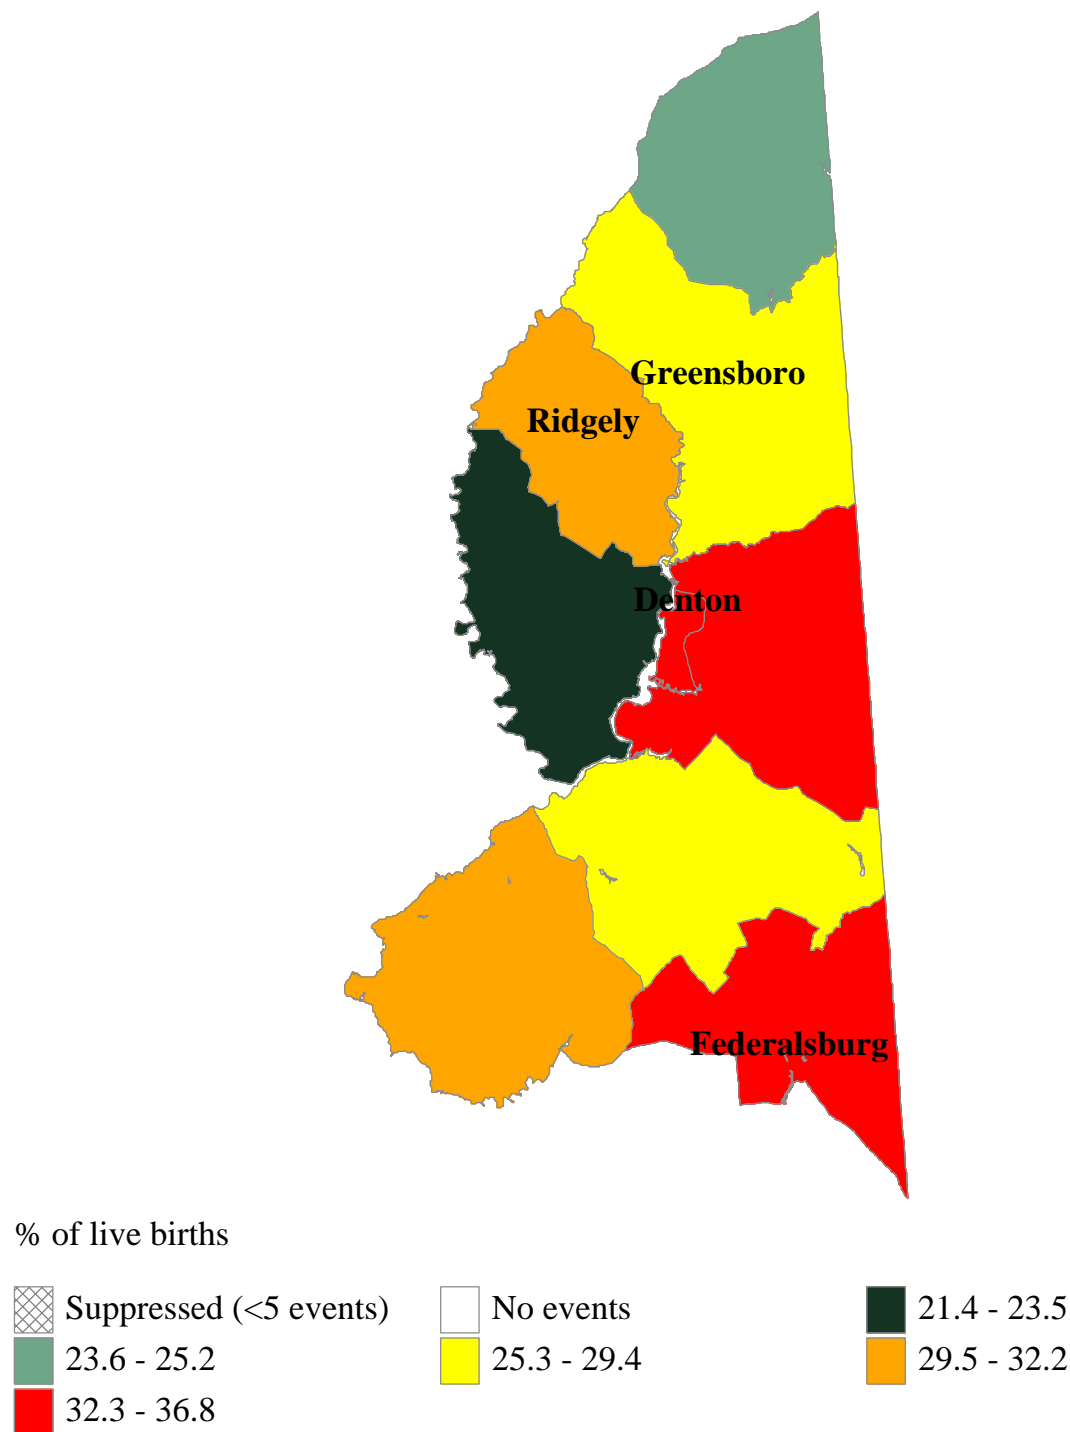 Greensboro
Ridgely
Denton
Federalsburg
% of live births
Suppressed (<5 events) No events 21.4 - 23.5
23.6 - 25.2 25.3 - 29.4 29.5 - 32.2
32.3 - 36.8